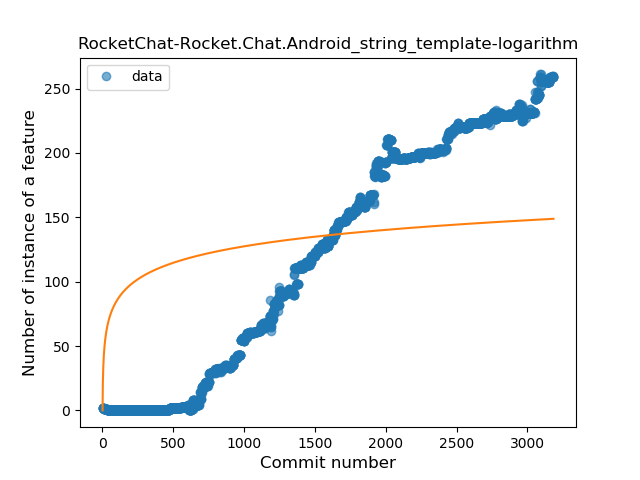 RocketChat-Rocket.Chat.Android_string_template-logarithm
data
Number of instance of a feature
250
200
150
100
50
0
0 500 1000 1500 2000 2500 3000
Commit number